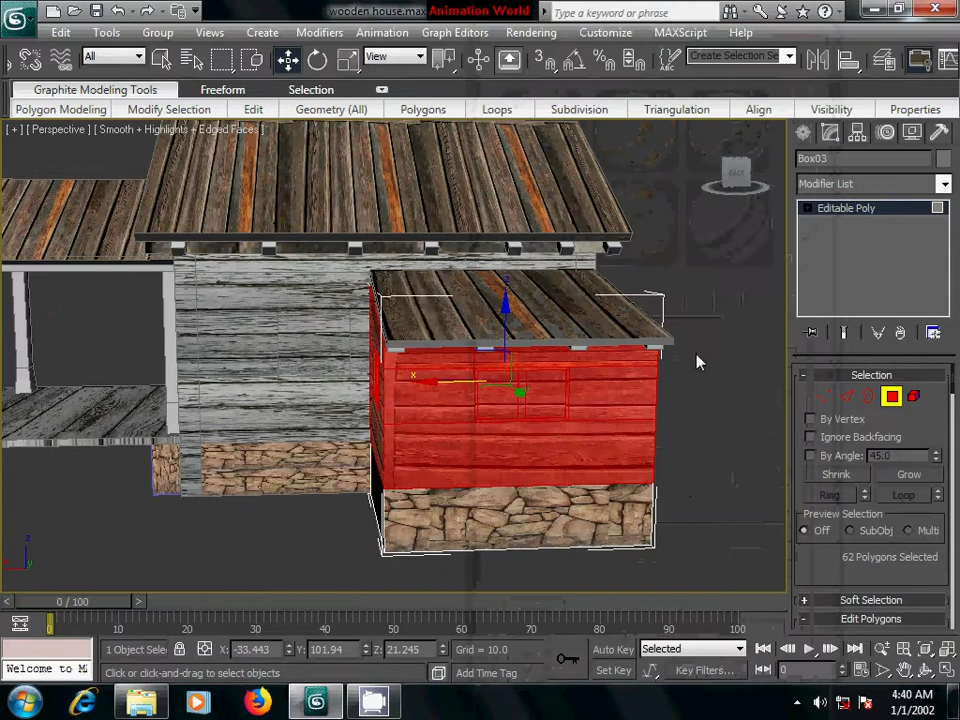 wooden house.max Animation World Type a keyword or phrase
Edit Tools Group Views Create Modifiers Animation Graph Editors Rendering Customize MAXScript Help
All View 3 Create Selection Se
Graphite Modeling Tools Freeform Selection
Polygon Modeling Modify Selection Edit Geometry (All) Polygons Loops Subdivision Triangulation Align Visibility Properties
[ + ] [ Perspective ] [ Smooth + Highlights + Edged Faces ]
BACK
Box03
Modifier List
Editable Poly
z
x
Selection
By Vertex
Ignore Backfacing
By Angle: 45.0
Shrink Grow
Ring Loop
Preview Selection
Off SubObj Multi
62 Polygons Selected
Soft Selection
Edit Polygons
z
x y
0 / 100
0 10 20 30 40 50 60 70 80 90 100
1 Object Selec X: -33.443 Y: 101.94 Z: 21.245 Grid = 10.0 Auto Key Selected
Welcome to M Click or click-and-drag to select objects Add Time Tag Set Key Key Filters... 0
4:40 AM
1/1/2002